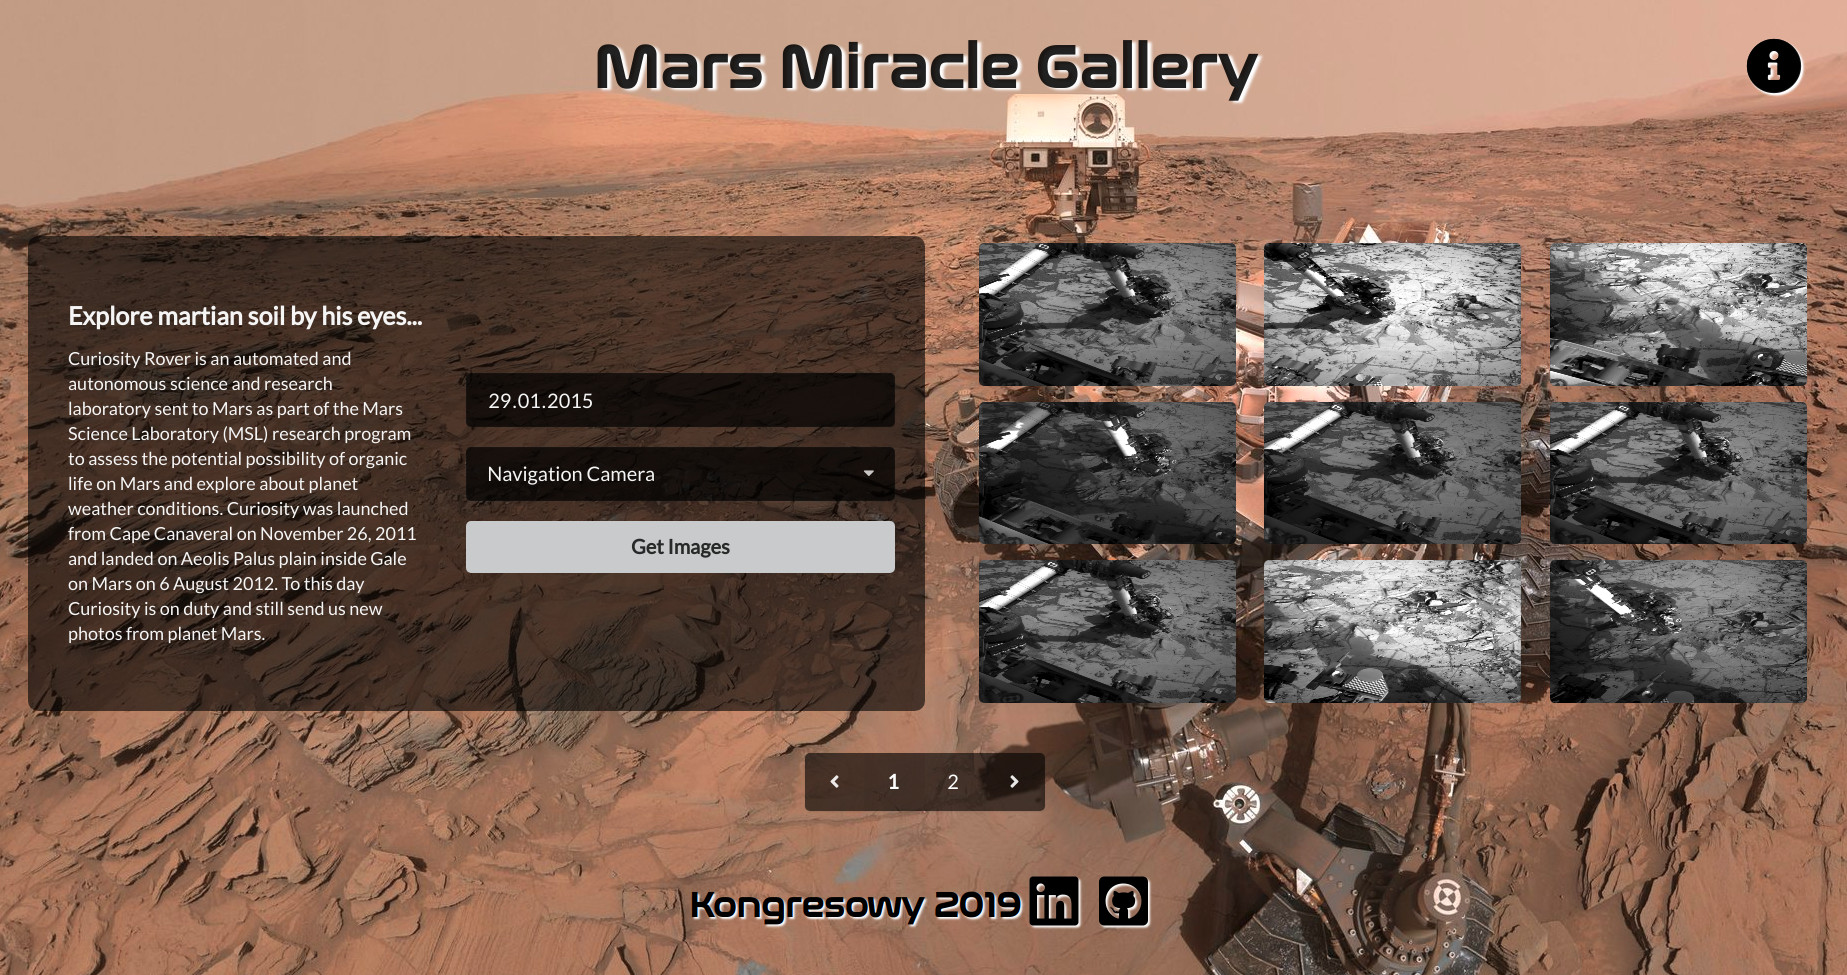 Mars Miracle Gallery
Explore martian soil by his eyes...
Curiosity Rover is an automated and
autonomous science and research
laboratory sent to Mars as part of the Mars
Science Laboratory (MSL) research program
to assess the potential possibility of organic
life on Mars and explore about planet
weather conditions. Curiosity was launched
from Cape Canaveral on November 26, 2011
and landed on Aeolis Palus plain inside Gale
on Mars on 6 August 2012. To this day
Curiosity is on duty and still send us new
photos from planet Mars.
29.01.2015
Navigation Camera
Get Images
1 2
Kongresowy 2019 in